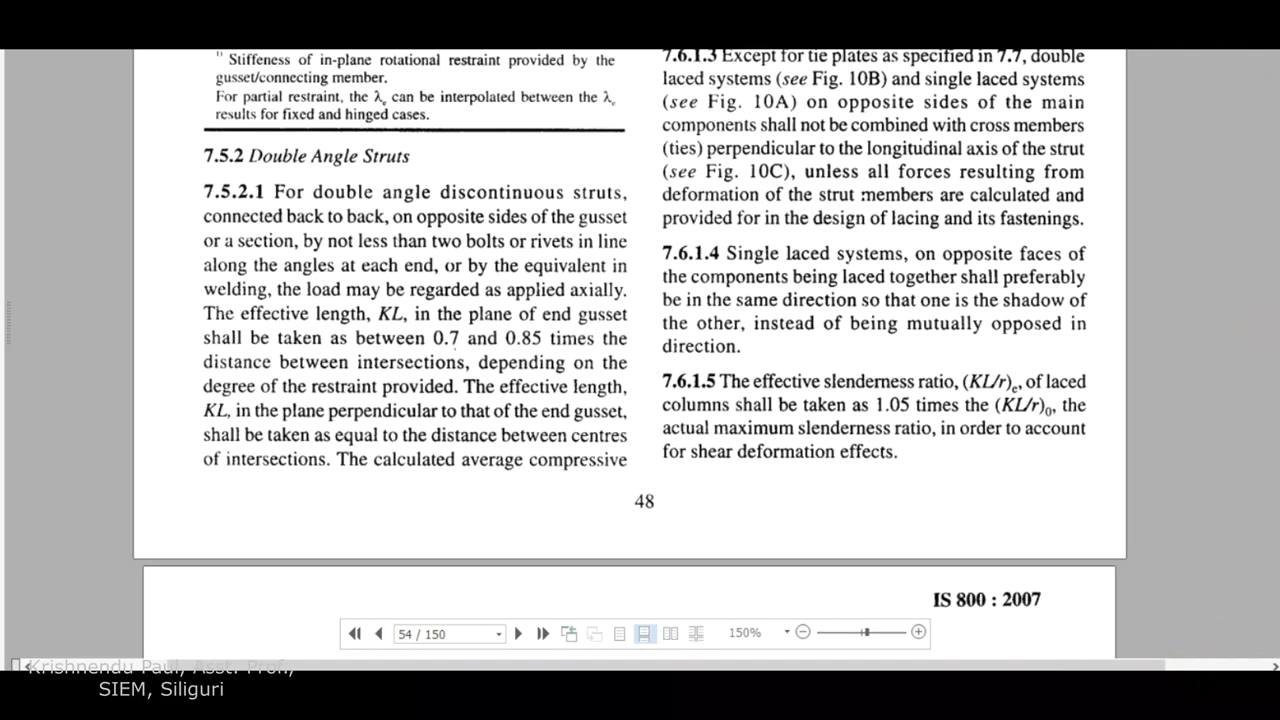 1) Stiffeness of in-plane rotational restraint provided by the
gusset/connecting member.
For partial restraint, the λe can be interpolated between the λe
results for fixed and hinged cases.
7.5.2 Double Angle Struts
7.5.2.1 For double angle discontinuous struts,
connected back to back, on opposite sides of the gusset
or a section, by not less than two bolts or rivets in line
along the angles at each end, or by the equivalent in
welding, the load may be regarded as applied axially.
The effective length, KL, in the plane of end gusset
shall be taken as between 0.7 and 0.85 times the
distance between intersections, depending on the
degree of the restraint provided. The effective length,
KL, in the plane perpendicular to that of the end gusset,
shall be taken as equal to the distance between centres
of intersections. The calculated average compressive
7.6.1.3 Except for tie plates as specified in 7.7, double
laced systems (see Fig. 10B) and single laced systems
(see Fig. 10A) on opposite sides of the main
components shall not be combined with cross members
(ties) perpendicular to the longitudinal axis of the strut
(see Fig. 10C), unless all forces resulting from
deformation of the strut members are calculated and
provided for in the design of lacing and its fastenings.
7.6.1.4 Single laced systems, on opposite faces of
the components being laced together shall preferably
be in the same direction so that one is the shadow of
the other, instead of being mutually opposed in
direction.
7.6.1.5 The effective slenderness ratio, (KL/r)e, of laced
columns shall be taken as 1.05 times the (KL/r)0, the
actual maximum slenderness ratio, in order to account
for shear deformation effects.
48
IS 800 : 2007
54 / 150
150%
Krishnendu Paul, Asst. Prof.,
SIEM, Siliguri